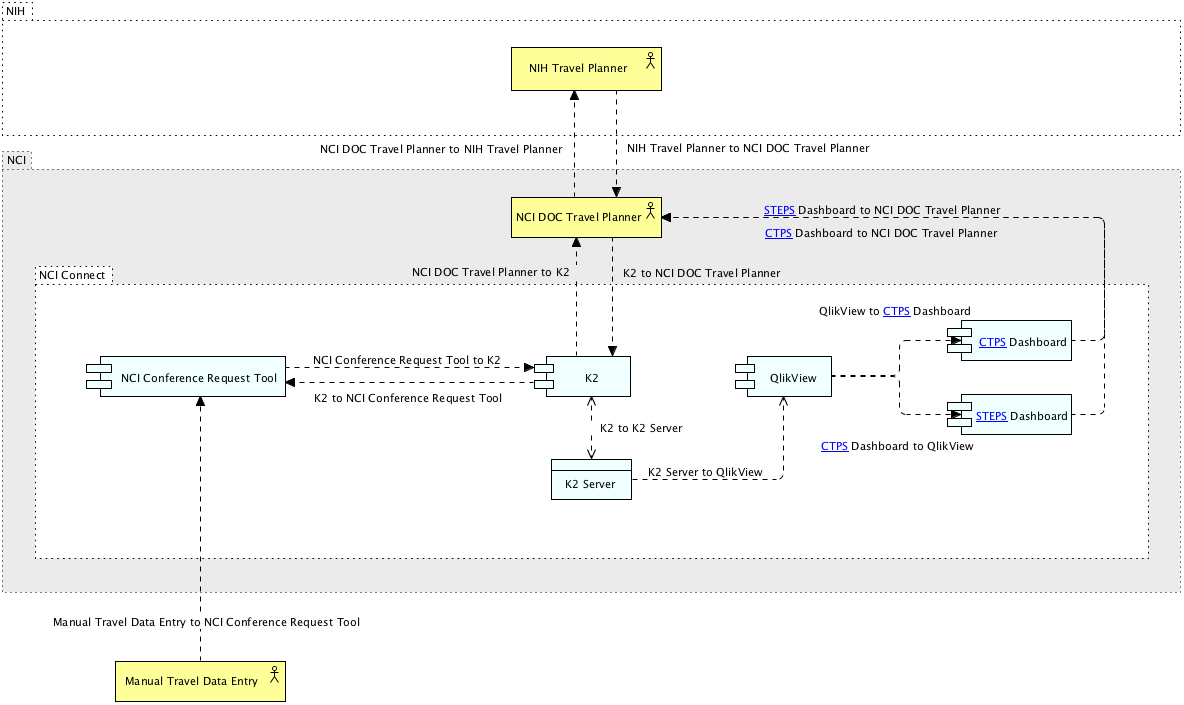 NIH
NIH Travel Planner
NCI DOC Travel Planner to NIH Travel Planner
NIH Travel Planner to NCI DOC Travel Planner
NCI
NCI DOC Travel Planner
STEPS Dashboard to NCI DOC Travel Planner
CTPS Dashboard to NCI DOC Travel Planner
NCI Connect
NCI DOC Travel Planner to K2
K2 to NCI DOC Travel Planner
QlikView to CTPS Dashboard
CTPS Dashboard
NCI Conference Request Tool
NCI Conference Request Tool to K2
K2
QlikView
K2 to NCI Conference Request Tool
STEPS Dashboard
K2 to K2 Server
CTPS Dashboard to QlikView
K2 Server to QlikView
K2 Server
Manual Travel Data Entry to NCI Conference Request Tool
Manual Travel Data Entry